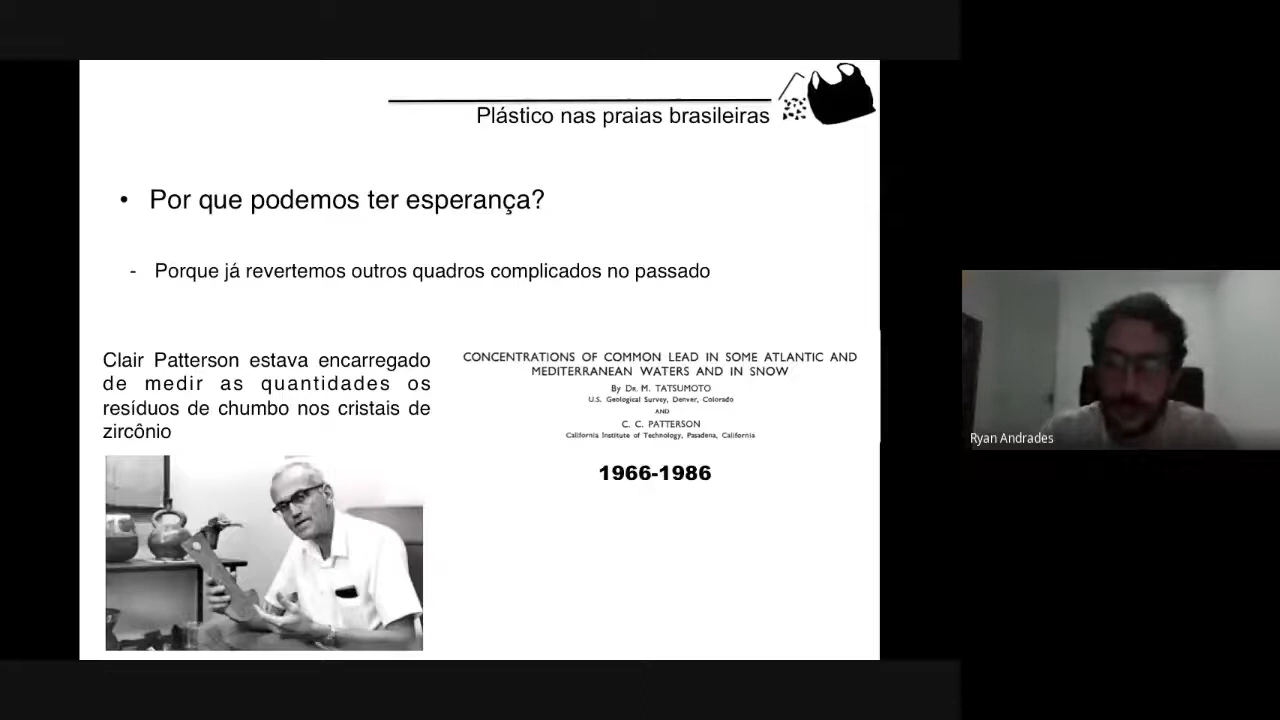 Plástico nas praias brasileiras
• Por que podemos ter esperança?
- Porque já revertemos outros quadros complicados no passado
Clair Patterson estava encarregado
de medir as quantidades os
resíduos de chumbo nos cristais de
zircônio
CONCENTRATIONS OF COMMON LEAD IN SOME ATLANTIC AND
MEDITERRANEAN WATERS AND IN SNOW
By Dr. M. TATSUMOTO
U.S. Geological Survey, Denver, Colorado
AND
C. C. PATTERSON
California Institute of Technology, Pasadena, California
1966-1986
Ryan Andrades